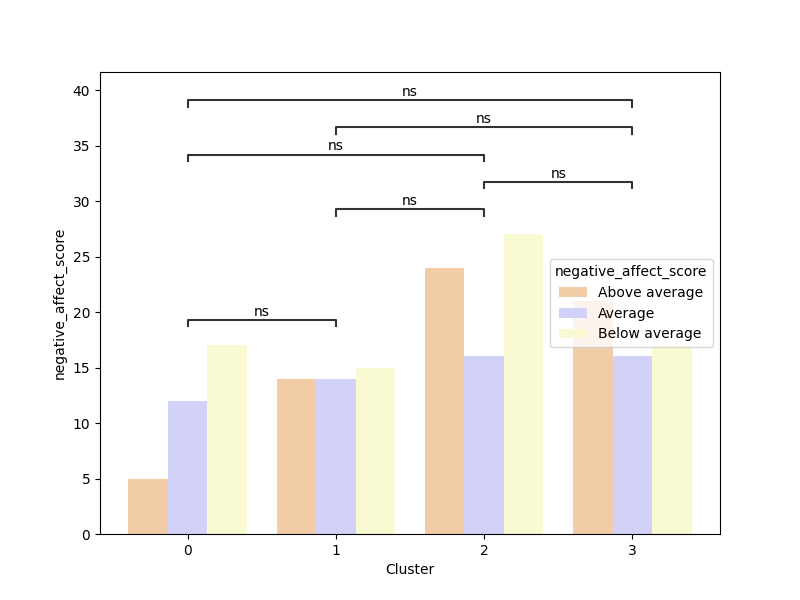 40
35
30
25
20
15
10
5
0
negative_affect_score
ns
ns
ns
ns
ns
ns
negative_affect_score
Above average
Average
Below average
0
1
2
3
Cluster